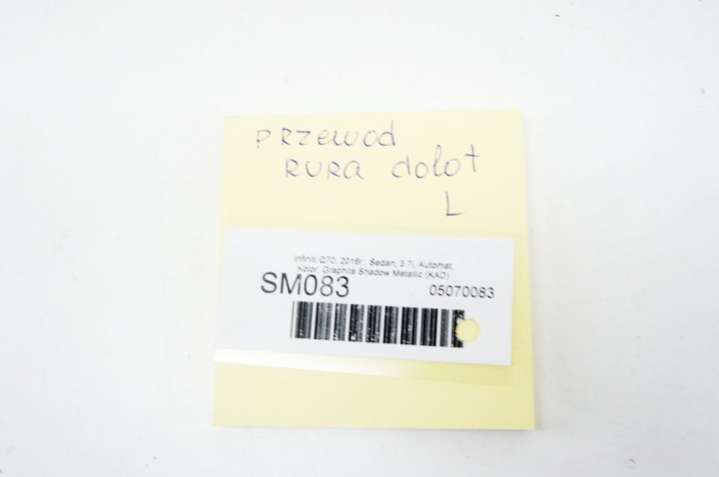 PRZEWOD
RURA dolot
L
Infiniti Q70, 2016r., Sedan, 3.7i, Automat,
Kolor: Graphite Shadow Metallic (KAD)
SM083
05070083